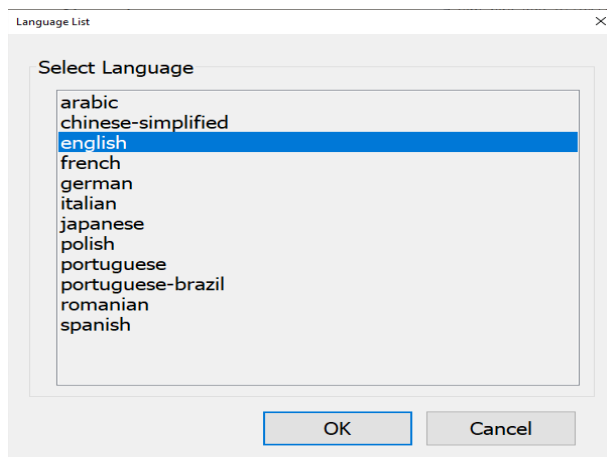 Language List
Select Language
arabic
chinese-simplified
english
french
german
italian
japanese
polish
portuguese
portuguese-brazil
romanian
spanish
OK Cancel